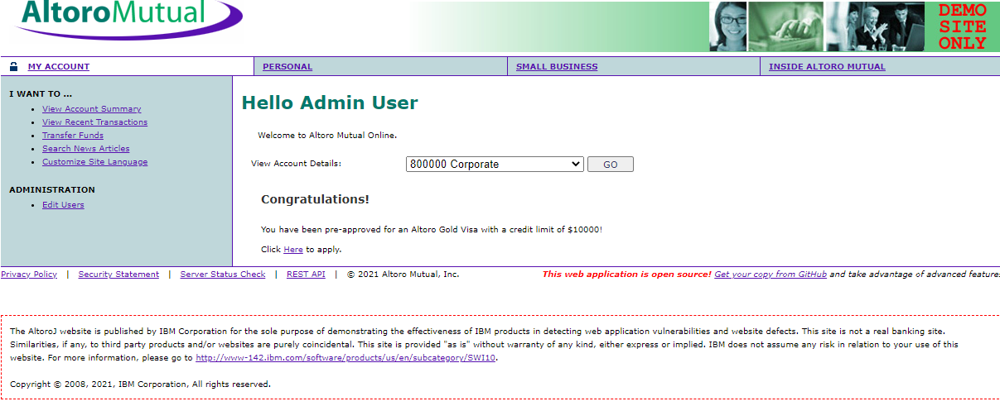 AltoroMutual
DEMO
SITE
ONLY
MY ACCOUNT
PERSONAL
SMALL BUSINESS
INSIDE ALTORO MUTUAL
I WANT TO ...
View Account Summary
View Recent Transactions
Transfer Funds
Search News Articles
Customize Site Language
ADMINISTRATION
Edit Users
Hello Admin User
Welcome to Altoro Mutual Online.
View Account Details: 800000 Corporate GO
Congratulations!
You have been pre-approved for an Altoro Gold Visa with a credit limit of $10000!
Click Here to apply.
Privacy Policy | Security Statement | Server Status Check | REST API | © 2021 Altoro Mutual, Inc. This web application is open source! Get your copy from GitHub and take advantage of advanced features
The AltoroJ website is published by IBM Corporation for the sole purpose of demonstrating the effectiveness of IBM products in detecting web application vulnerabilities and website defects. This site is not a real banking site.
Similarities, if any, to third party products and/or websites are purely coincidental. This site is provided "as is" without warranty of any kind, either express or implied. IBM does not assume any risk in relation to your use of this
website. For more information, please go to http://www-142.ibm.com/software/products/us/en/subcategory/SWI10.
Copyright © 2008, 2021, IBM Corporation, All rights reserved.